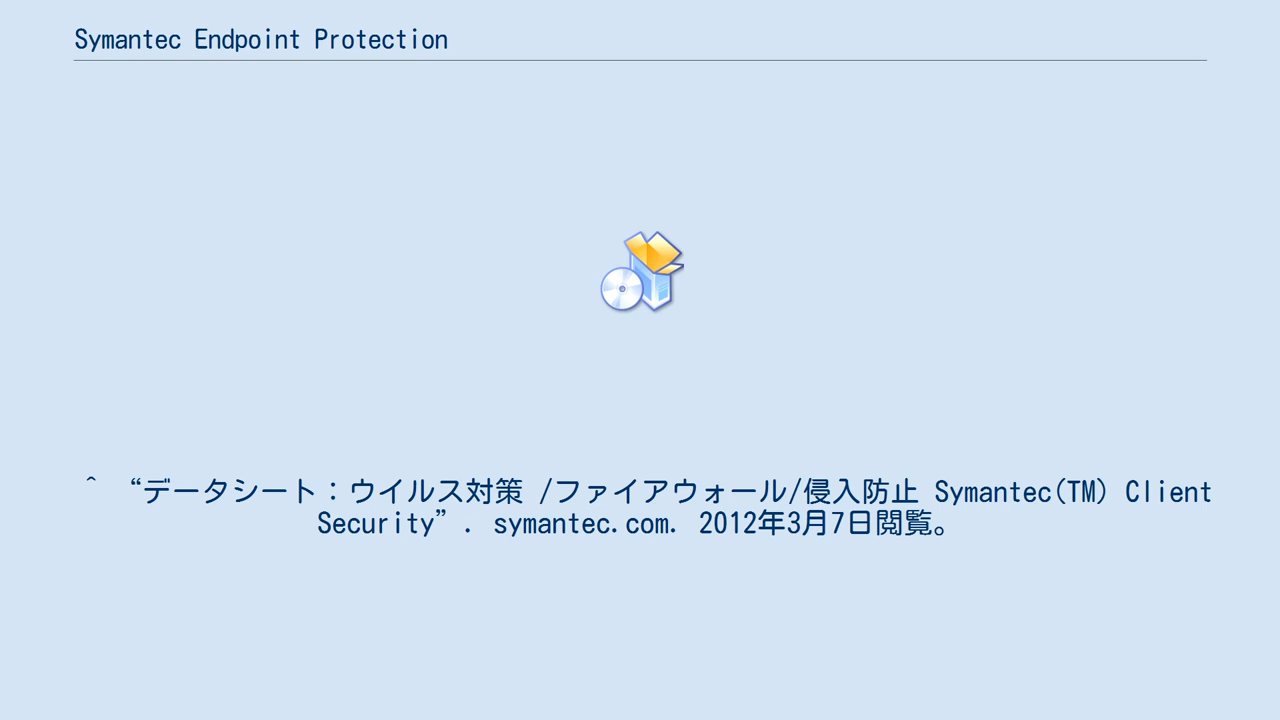 Symantec Endpoint Protection
^ “データシート：ウイルス対策 /ファイアウォール/侵入防止 Symantec(TM) Client
Security”. symantec.com. 2012年3月7日閲覧。